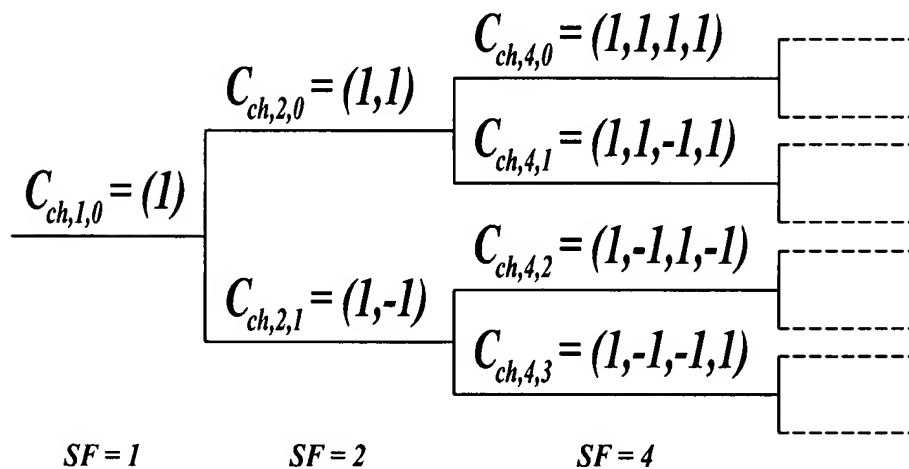 C_ch,4,0 = (1,1,1,1)
C_ch,2,0 = (1,1)
C_ch,4,1 = (1,1,-1,1)
C_ch,1,0 = (1)
C_ch,4,2 = (1,-1,1,-1)
C_ch,2,1 = (1,-1)
C_ch,4,3 = (1,-1,-1,1)
SF = 1 SF = 2 SF = 4